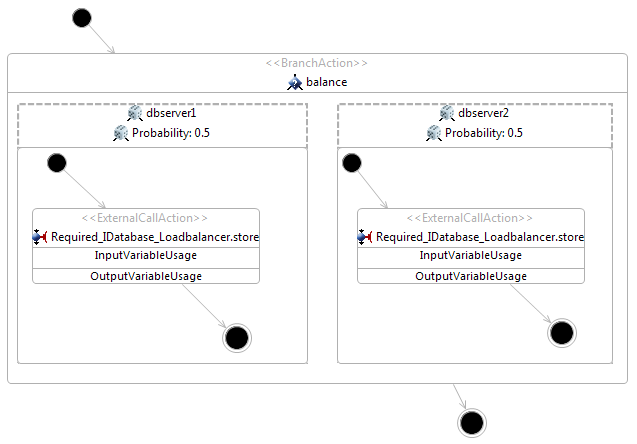 <<BranchAction>>
balance
dbserver1
Probability: 0.5
<<ExternalCallAction>>
Required_IDatabase_Loadbalancer.store
InputVariableUsage
OutputVariableUsage
dbserver2
Probability: 0.5
<<ExternalCallAction>>
Required_IDatabase_Loadbalancer.store
InputVariableUsage
OutputVariableUsage